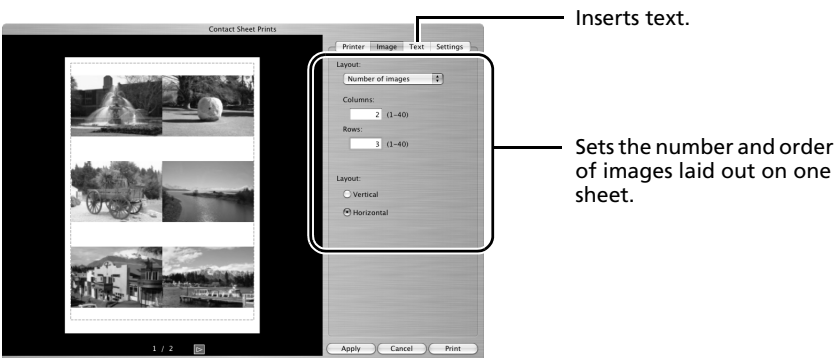 Contact Sheet Prints
Inserts text.
Printer Image Text Settings
Layout:
Number of images
Columns:
2 (1-40)
Rows:
3 (1-40)
Sets the number and order
of images laid out on one
sheet.
Layout:
Vertical
Horizontal
1 / 2
Apply Cancel Print